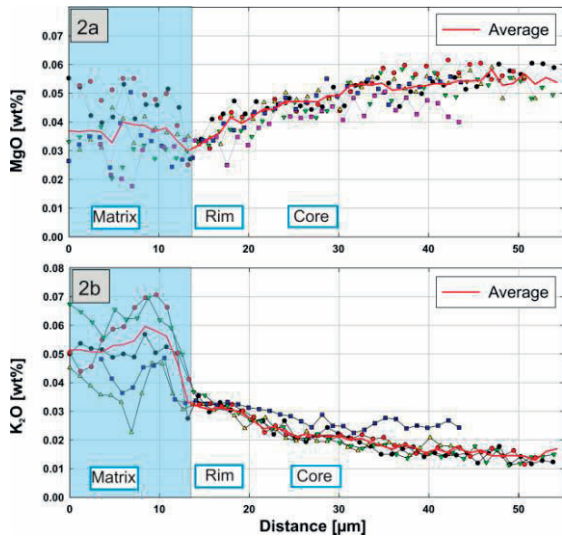 2a
Average
MgO [wt%]
0.07
0.06
0.05
0.04
0.03
0.02
0.01
0.00
Matrix
Rim
Core
0
10
20
30
40
50
2b
Average
K₂O [wt%]
0.08
0.07
0.06
0.05
0.04
0.03
0.02
0.01
0.00
Matrix
Rim
Core
0
10
20
30
40
50
Distance [µm]